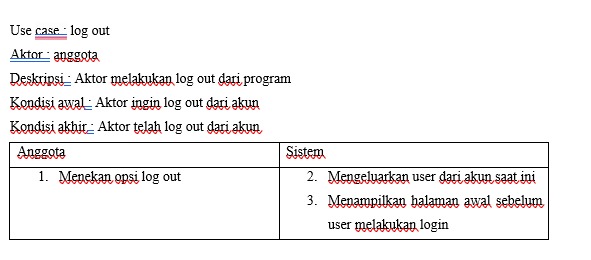 Use case : log out
Aktor : anggota
Deskripsi : Aktor melakukan log out dari program
Kondisi awal : Aktor ingin log out dari akun
Kondisi akhir : Aktor telah log out dari akun
Anggota
Sistem
1. Menekan opsi log out
2. Mengeluarkan user dari akun saat ini
3. Menampilkan halaman awal sebelum
user melakukan login